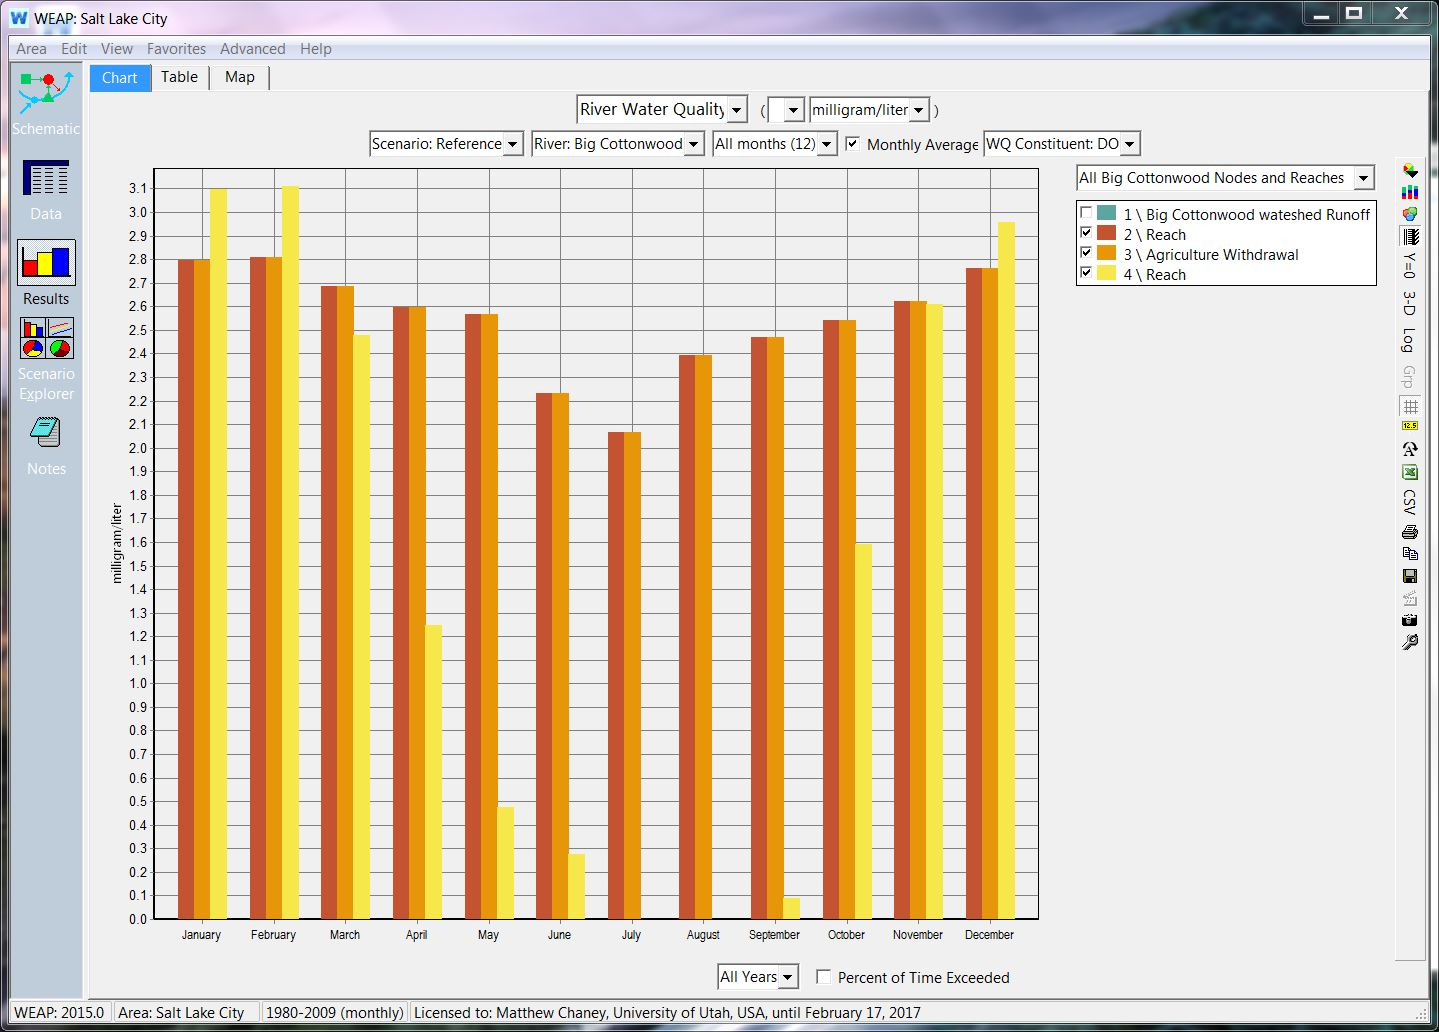 WEAP: Salt Lake City
Area Edit View Favorites Advanced Help
Chart Table Map
River Water Quality ( milligram/liter )
Scenario: Reference River: Big Cottonwood All months (12) Monthly Average WQ Constituent: DO
All Big Cottonwood Nodes and Reaches
1 \ Big Cottonwood wateshed Runoff
2 \ Reach
3 \ Agriculture Withdrawal
4 \ Reach
Schematic
Data
Results
Scenario
Explorer
Notes
milligram/liter
3.1
3.0
2.9
2.8
2.7
2.6
2.5
2.4
2.3
2.2
2.1
2.0
1.9
1.8
1.7
1.6
1.5
1.4
1.3
1.2
1.1
1.0
0.9
0.8
0.7
0.6
0.5
0.4
0.3
0.2
0.1
0.0
January February March April May June July August September October November December
Y=0
3-D
Log
Grp
12.5
CSV
All Years Percent of Time Exceeded
WEAP: 2015.0 Area: Salt Lake City 1980-2009 (monthly) Licensed to: Matthew Chaney, University of Utah, USA, until February 17, 2017